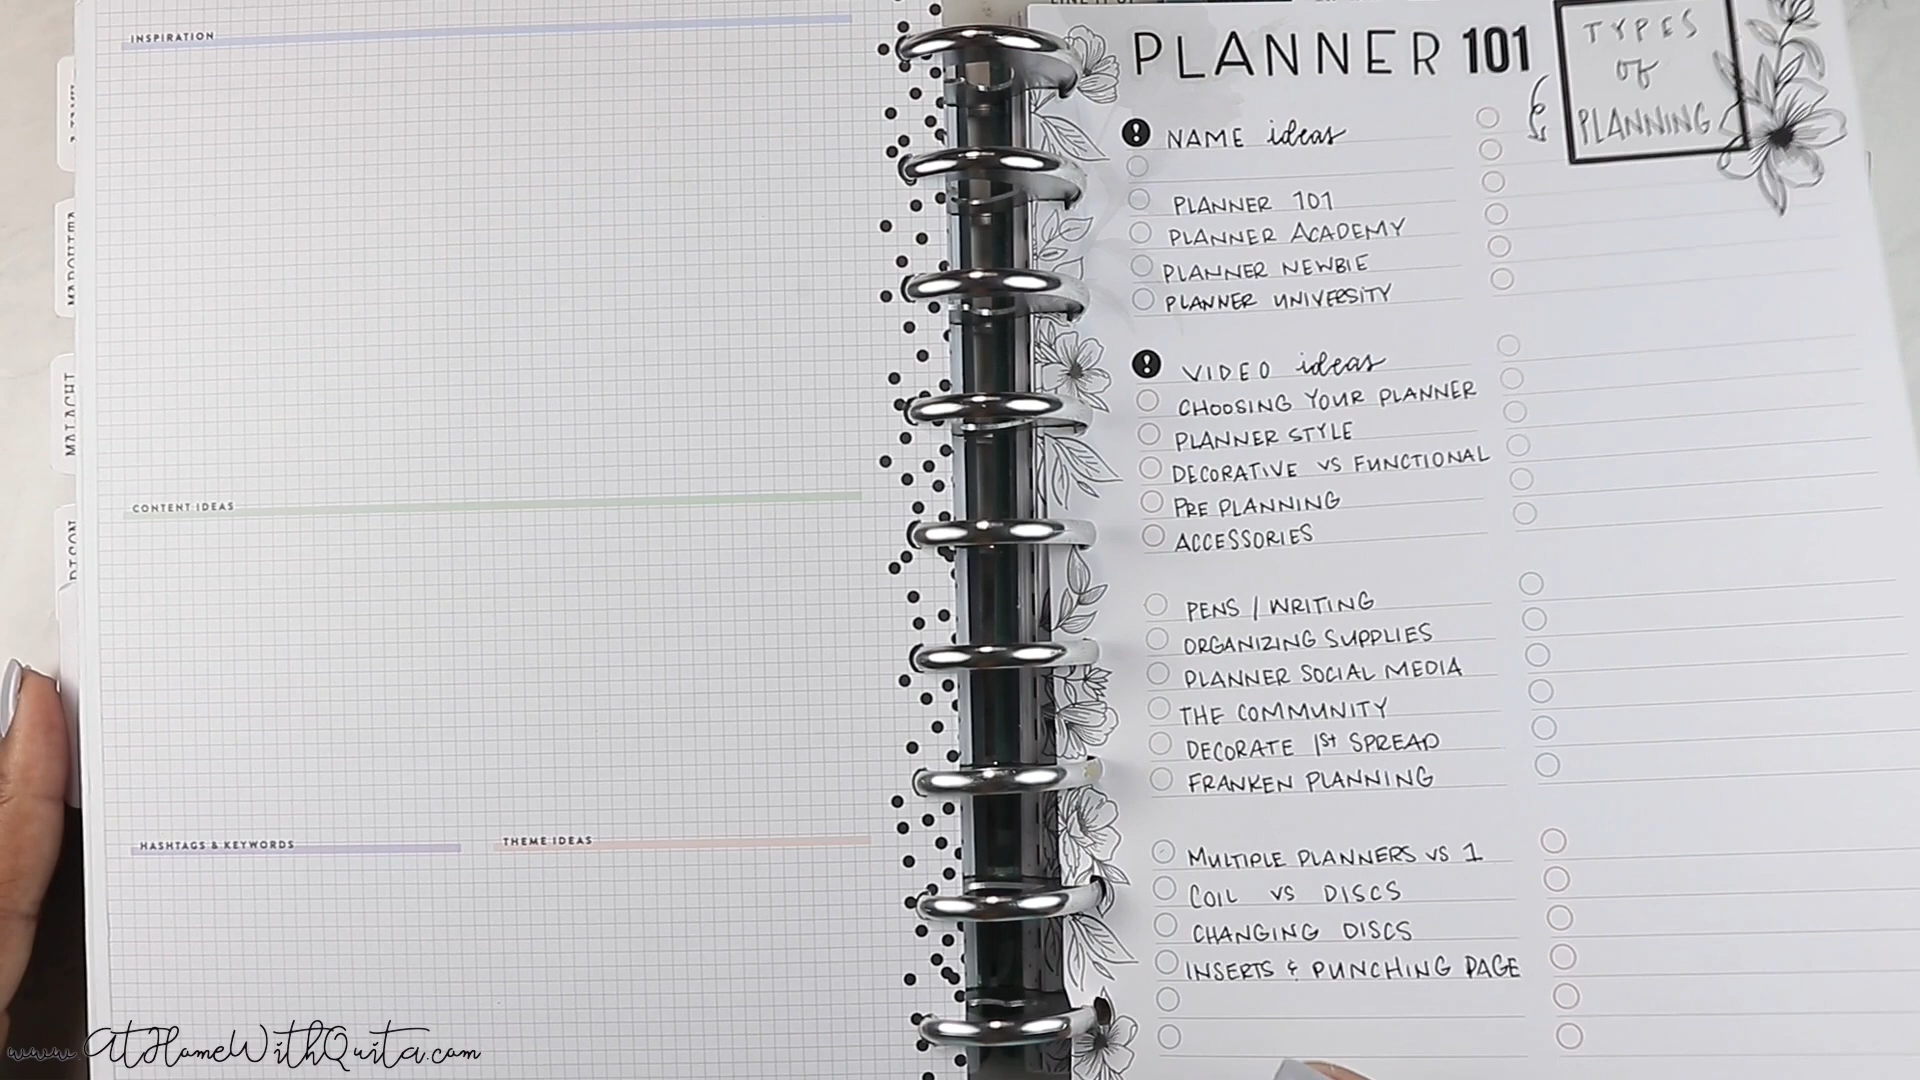 INSPIRATION
CONTENT IDEAS
HASHTAGS & KEYWORDS
THEME IDEAS
PLANNER 101
TYPES
of
PLANNING
NAME ideas
PLANNER 101
PLANNER ACADEMY
PLANNER NEWBIE
PLANNER UNIVERSITY
VIDEO ideas
CHOOSING YOUR PLANNER
PLANNER STYLE
DECORATIVE VS FUNCTIONAL
PRE PLANNING
ACCESSORIES
PENS / WRITING
ORGANIZING SUPPLIES
PLANNER SOCIAL MEDIA
THE COMMUNITY
DECORATE 1st SPREAD
FRANKEN PLANNING
MULTIPLE PLANNERS VS 1
COIL VS DISCS
CHANGING DISCS
INSERTS & PUNCHING PAGE
www.AtHomeWithQuita.com